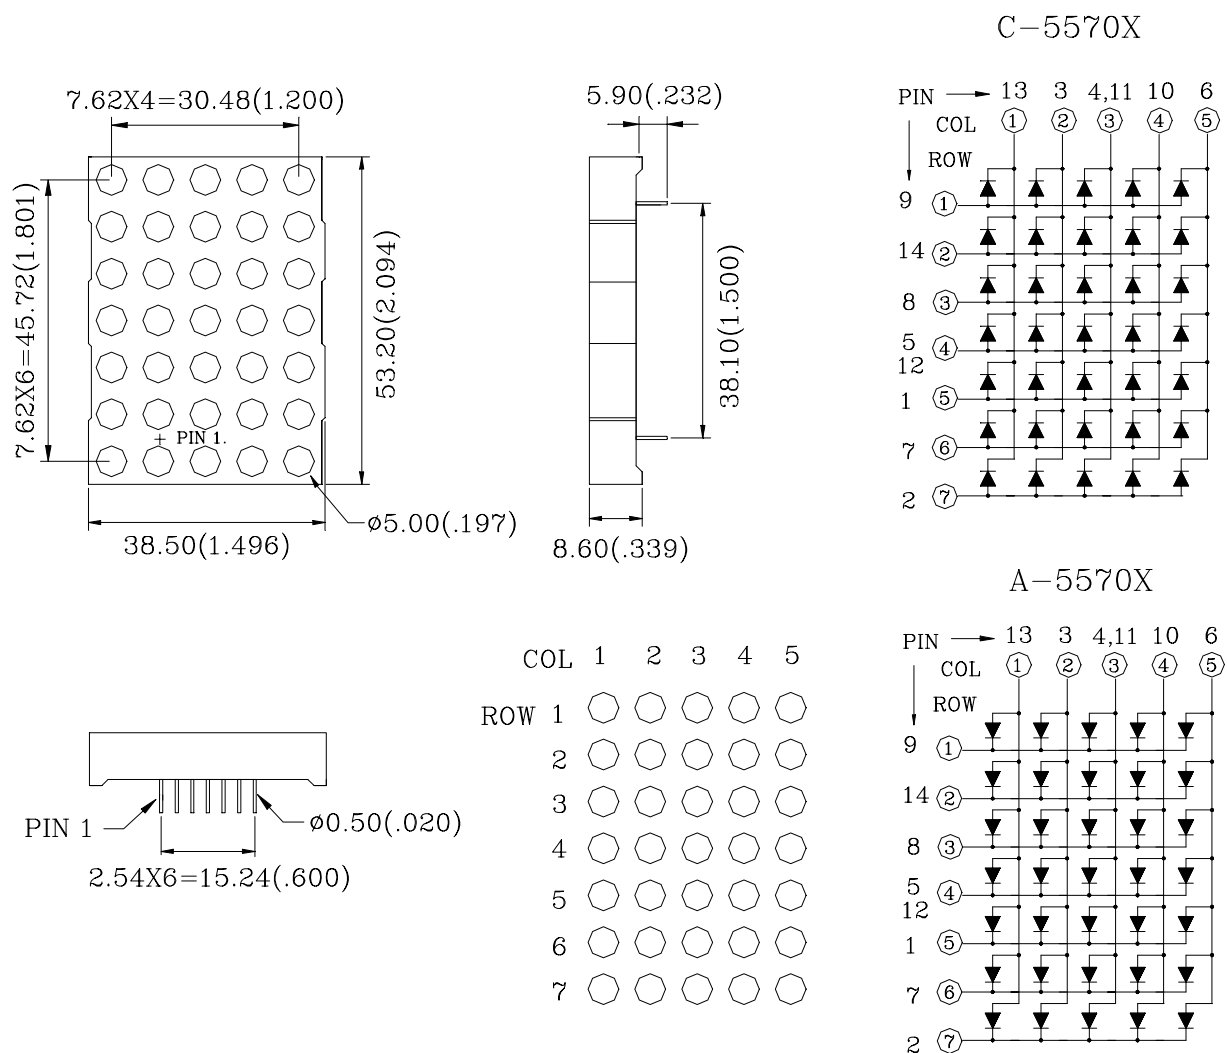 7.62X4=30.48(1.200)
7.62X6=45.72(1.801)
53.20(2.094)
+ PIN 1.
ø5.00(.197)
38.50(1.496)
5.90(.232)
38.10(1.500)
8.60(.339)
C-5570X
PIN 13 3 4,11 10 6
COL 1 2 3 4 5
ROW
9 1
14 2
8 3
5 4
12
1 5
7 6
2 7
PIN 1
ø0.50(.020)
2.54X6=15.24(.600)
COL 1 2 3 4 5
ROW 1
2
3
4
5
6
7
A-5570X
PIN 13 3 4,11 10 6
COL 1 2 3 4 5
ROW
9 1
14 2
8 3
5 4
12
1 5
7 6
2 7